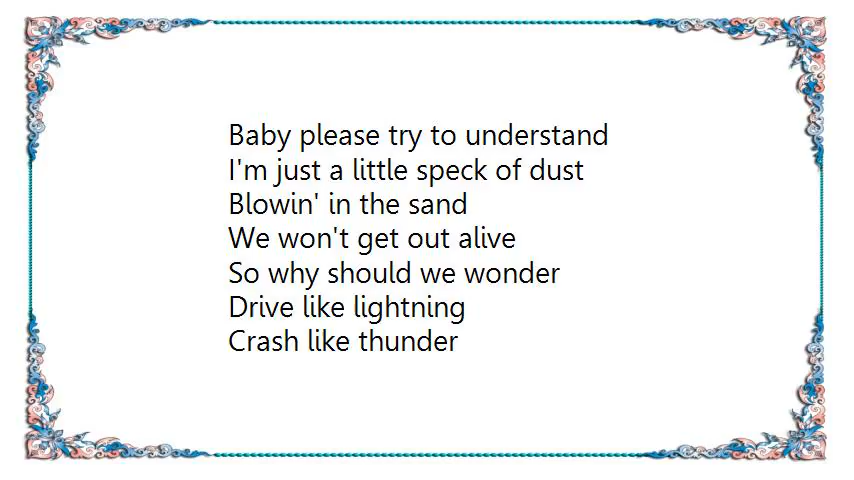 Baby please try to understand
I'm just a little speck of dust
Blowin' in the sand
We won't get out alive
So why should we wonder
Drive like lightning
Crash like thunder